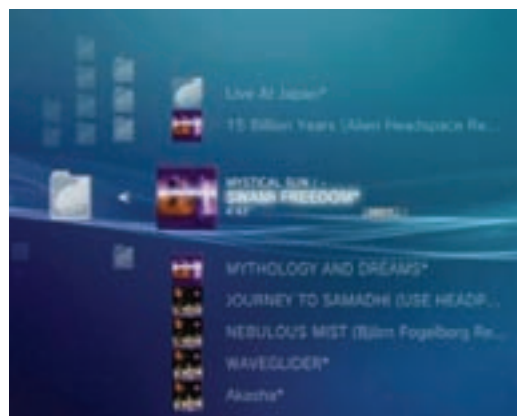 Live At Japan*
15 Billion Years (Alien Headspace Re...
MYSTICAL SUN / -
SWAMI FREEDOM*
MYTHOLOGY AND DREAMS*
JOURNEY TO SAMADHI (USE HEADP...
NEBULOUS MIST (Björn Fogelberg Re...
WAVEGLIDER*
Akasha*